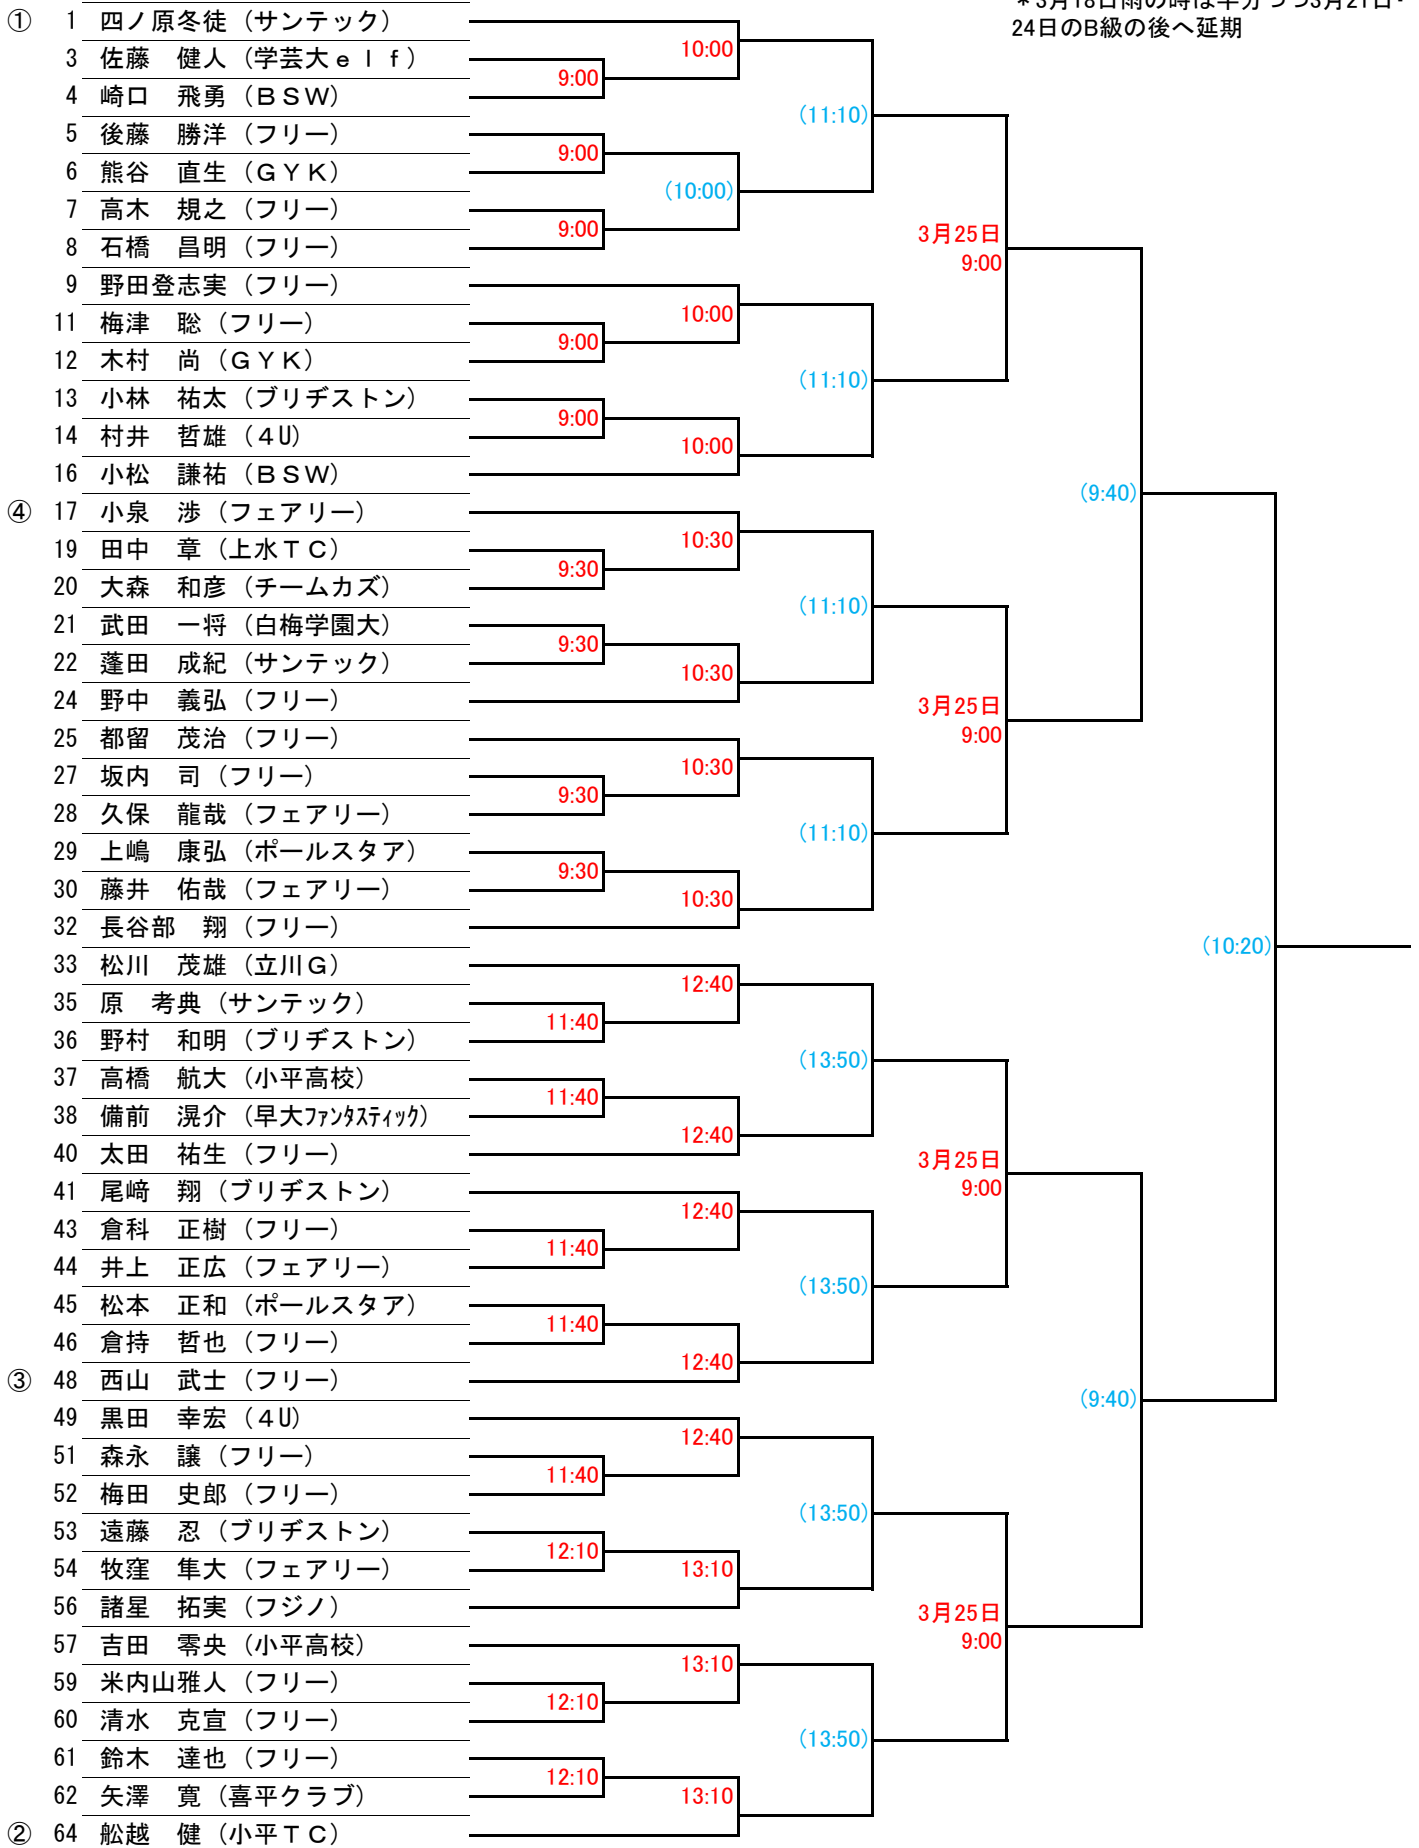 *3月18日雨の時は半分づつ3月21日・
24日のB級の後へ延期
① 1 四ノ原冬徒（サンテック）
3 佐藤　健人（学芸大ｅｌｆ）
4 崎口　飛勇（ＢＳＷ）
5 後藤　勝洋（フリー）
6 熊谷　直生（ＧＹＫ）
7 高木　規之（フリー）
8 石橋　昌明（フリー）
9 野田登志実（フリー）
11 梅津　聡（フリー）
12 木村　尚（ＧＹＫ）
13 小林　祐太（ブリヂストン）
14 村井　哲雄（４U）
16 小松　謙祐（ＢＳＷ）
④ 17 小泉　渉（フェアリー）
19 田中　章（上水ＴＣ）
20 大森　和彦（チームカズ）
21 武田　一将（白梅学園大）
22 蓬田　成紀（サンテック）
24 野中　義弘（フリー）
25 都留　茂治（フリー）
27 坂内　司（フリー）
28 久保　龍哉（フェアリー）
29 上嶋　康弘（ポールスタア）
30 藤井　佑哉（フェアリー）
32 長谷部　翔（フリー）
33 松川　茂雄（立川Ｇ）
35 原　考典（サンテック）
36 野村　和明（ブリヂストン）
37 高橋　航大（小平高校）
38 備前　滉介（早大ﾌｧﾝﾀｽﾃｨｯｸ）
40 太田　祐生（フリー）
41 尾﨑　翔（ブリヂストン）
43 倉科　正樹（フリー）
44 井上　正広（フェアリー）
45 松本　正和（ポールスタア）
46 倉持　哲也（フリー）
③ 48 西山　武士（フリー）
49 黒田　幸宏（４U）
51 森永　譲（フリー）
52 梅田　史郎（フリー）
53 遠藤　忍（ブリヂストン）
54 牧窪　隼大（フェアリー）
56 諸星　拓実（フジノ）
57 吉田　零央（小平高校）
59 米内山雅人（フリー）
60 清水　克宣（フリー）
61 鈴木　達也（フリー）
62 矢澤　寛（喜平クラブ）
② 64 舩越　健（小平ＴＣ）
9:00
9:00
9:00
9:00
9:00
9:30
9:30
9:30
9:30
11:40
11:40
11:40
11:40
11:40
12:10
12:10
12:10
10:00
(10:00)
10:00
10:00
10:30
10:30
10:30
10:30
12:40
12:40
12:40
12:40
12:40
13:10
13:10
13:10
(11:10)
(11:10)
(11:10)
(11:10)
(13:50)
(13:50)
(13:50)
(13:50)
3月25日
9:00
3月25日
9:00
3月25日
9:00
3月25日
9:00
(9:40)
(9:40)
(10:20)